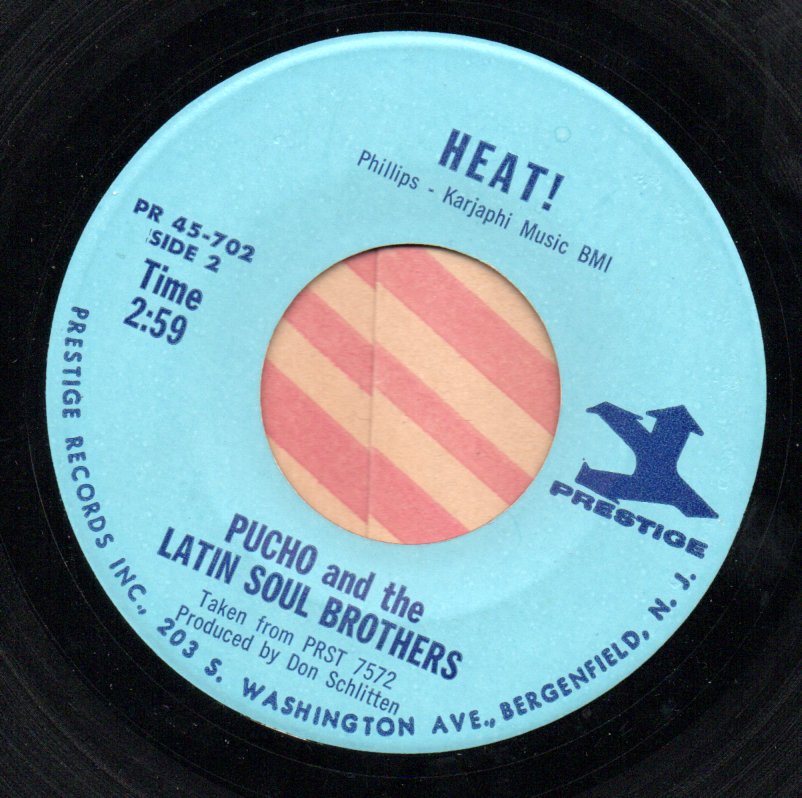 HEAT!
Phillips - Karjaphi Music BMI
PR 45-702
SIDE 2
Time
2:59
PRESTIGE
PUCHO and the
LATIN SOUL BROTHERS
Taken from PRST 7572
Produced by Don Schlitten
PRESTIGE RECORDS INC., 203 S. WASHINGTON AVE., BERGENFIELD, N. J.